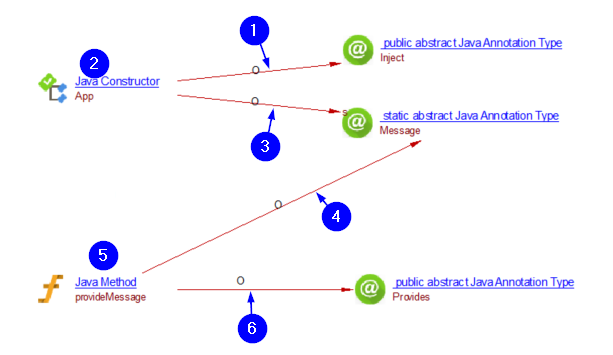 1
public abstract Java Annotation Type
Inject
2
Java Constructor
App
O
O
s
static abstract Java Annotation Type
Message
3
4
O
5
Java Method
provideMessage
O
public abstract Java Annotation Type
Provides
6
@
@
@